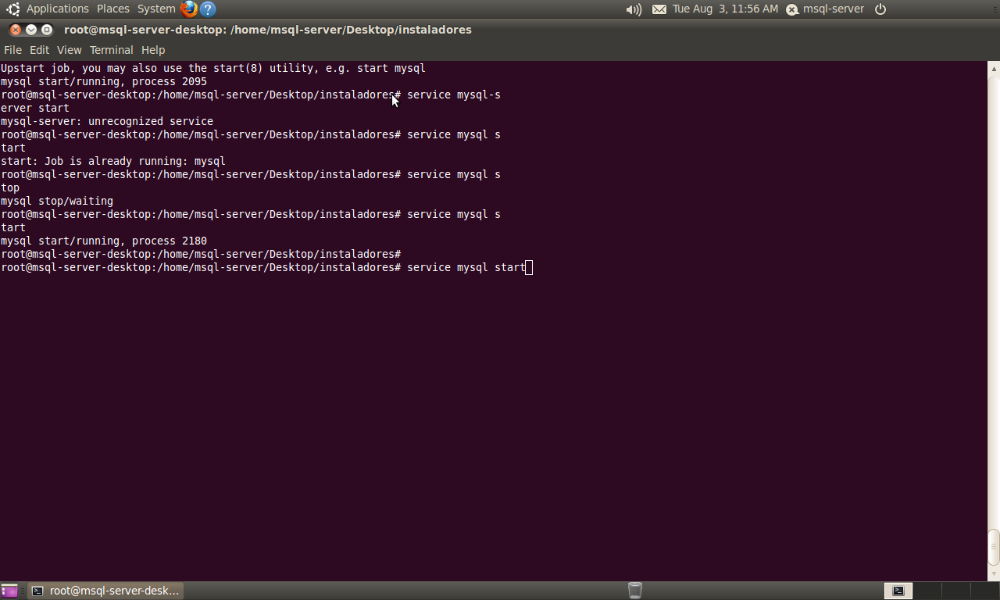 Applications Places System ? Tue Aug 3, 11:56 AM msql-server
root@msql-server-desktop: /home/msql-server/Desktop/instaladores
File Edit View Terminal Help
Upstart job, you may also use the start(8) utility, e.g. start mysql
mysql start/running, process 2095
root@msql-server-desktop:/home/msql-server/Desktop/instaladores# service mysql-s
erver start
mysql-server: unrecognized service
root@msql-server-desktop:/home/msql-server/Desktop/instaladores# service mysql s
tart
start: Job is already running: mysql
root@msql-server-desktop:/home/msql-server/Desktop/instaladores# service mysql s
top
mysql stop/waiting
root@msql-server-desktop:/home/msql-server/Desktop/instaladores# service mysql s
tart
mysql start/running, process 2180
root@msql-server-desktop:/home/msql-server/Desktop/instaladores#
root@msql-server-desktop:/home/msql-server/Desktop/instaladores# service mysql start
root@msql-server-desk...